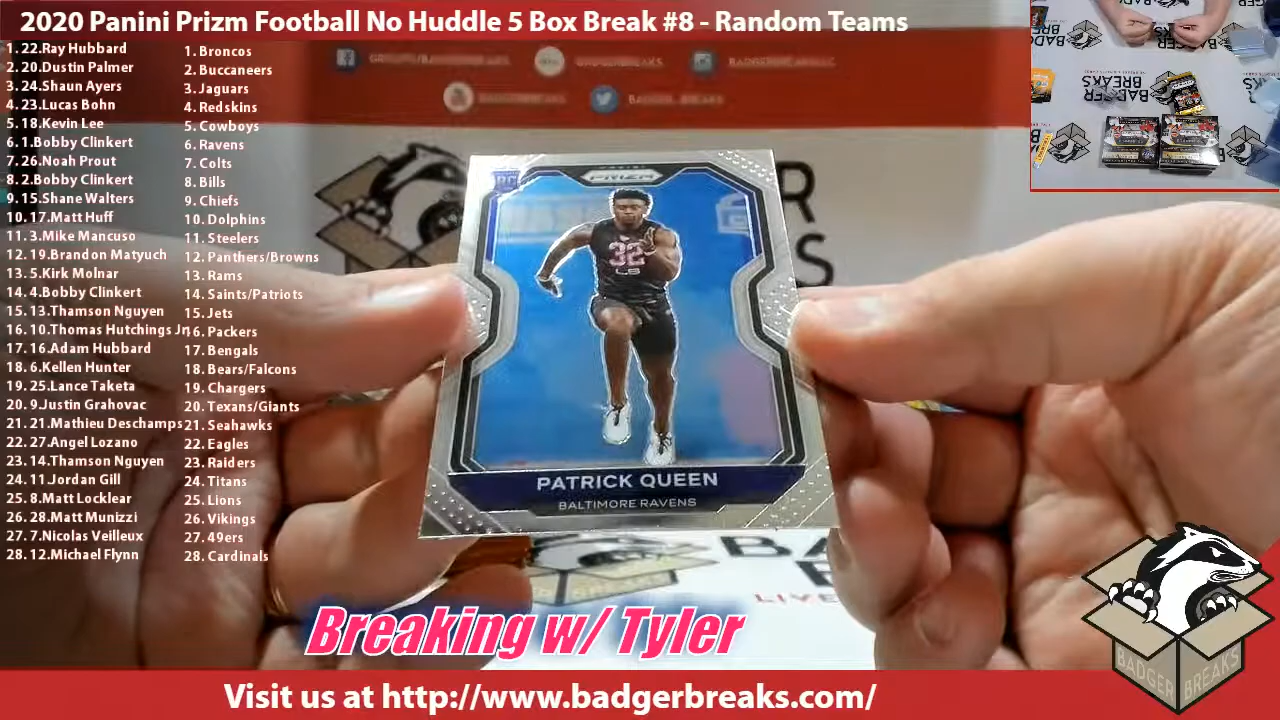 2020 Panini Prizm Football No Huddle 5 Box Break #8 - Random Teams
1. 22.Ray Hubbard
2. 20.Dustin Palmer
3. 24.Shaun Ayers
4. 23.Lucas Bohn
5. 18.Kevin Lee
6. 1.Bobby Clinkert
7. 26.Noah Prout
8. 2.Bobby Clinkert
9. 15.Shane Walters
10. 17.Matt Huff
11. 3.Mike Mancuso
12. 19.Brandon Matyuch
13. 5.Kirk Molnar
14. 4.Bobby Clinkert
15. 13.Thamson Nguyen
16. 10.Thomas Hutchings Jr
17. 16.Adam Hubbard
18. 6.Kellen Hunter
19. 25.Lance Taketa
20. 9.Justin Grahovac
21. 21.Mathieu Deschamps
22. 27.Angel Lozano
23. 14.Thamson Nguyen
24. 11.Jordan Gill
25. 8.Matt Locklear
26. 28.Matt Munizzi
27. 7.Nicolas Veilleux
28. 12.Michael Flynn
1. Broncos
2. Buccaneers
3. Jaguars
4. Redskins
5. Cowboys
6. Ravens
7. Colts
8. Bills
9. Chiefs
10. Dolphins
11. Steelers
12. Panthers/Browns
13. Rams
14. Saints/Patriots
15. Jets
16. Packers
17. Bengals
18. Bears/Falcons
19. Chargers
20. Texans/Giants
21. Seahawks
22. Eagles
23. Raiders
24. Titans
25. Lions
26. Vikings
27. 49ers
28. Cardinals
BADGER_BREAKS
RC
PRIZM
32
LS
PATRICK QUEEN
BALTIMORE RAVENS
Breaking w/ Tyler
BADGER BREAKS
Visit us at http://www.badgerbreaks.com/